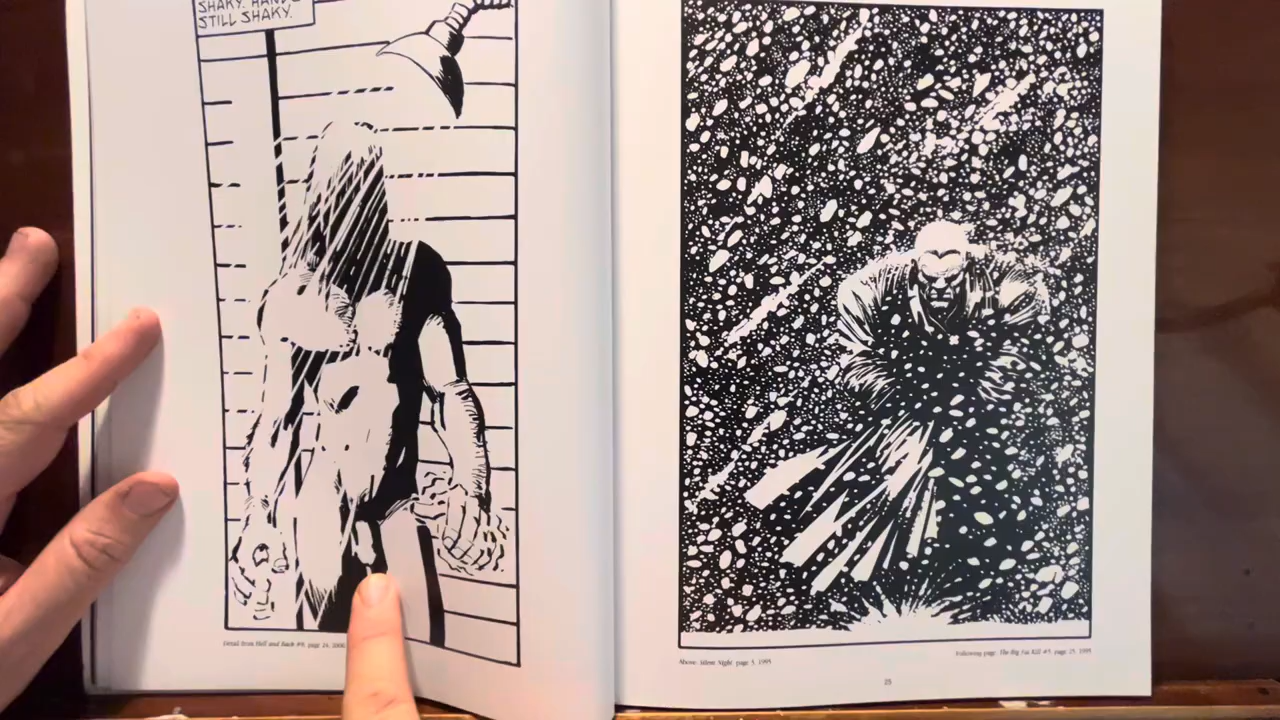 SHAKY. HAND'S
STILL SHAKY.
Detail from Hell and Back #9, page 24, 2000
Above: Silent Night page 5, 1995
Following page: The Big Fat Kill #5, page 25, 1995
25